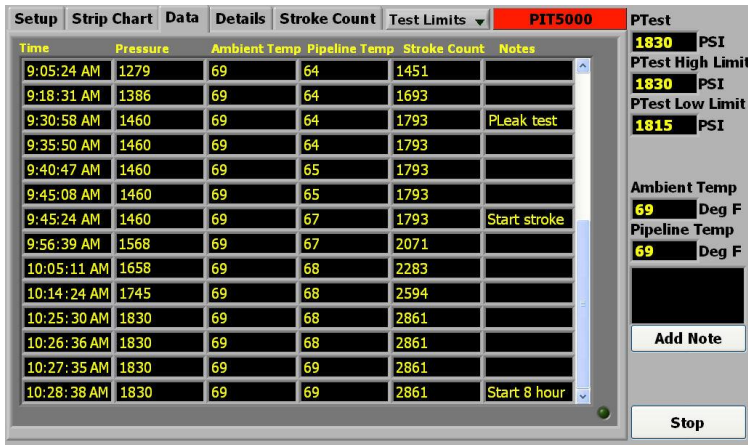 Setup Strip Chart Data Details Stroke Count Test Limits PIT5000
Time Pressure Ambient Temp Pipeline Temp Stroke Count Notes
9:05:24 AM 1279 69 64 1451
9:18:31 AM 1386 69 64 1693
9:30:58 AM 1460 69 64 1793 PLeak test
9:35:50 AM 1460 69 64 1793
9:40:47 AM 1460 69 65 1793
9:45:08 AM 1460 69 65 1793
9:45:24 AM 1460 69 67 1793 Start stroke
9:56:39 AM 1568 69 67 2071
10:05:11 AM 1658 69 68 2283
10:14:24 AM 1745 69 68 2594
10:25:30 AM 1830 69 68 2861
10:26:36 AM 1830 69 68 2861
10:27:35 AM 1830 69 69 2861
10:28:38 AM 1830 69 69 2861 Start 8 hour
PTest
1830 PSI
PTest High Limit
1830 PSI
PTest Low Limit
1815 PSI
Ambient Temp
69 Deg F
Pipeline Temp
69 Deg F
Add Note
Stop